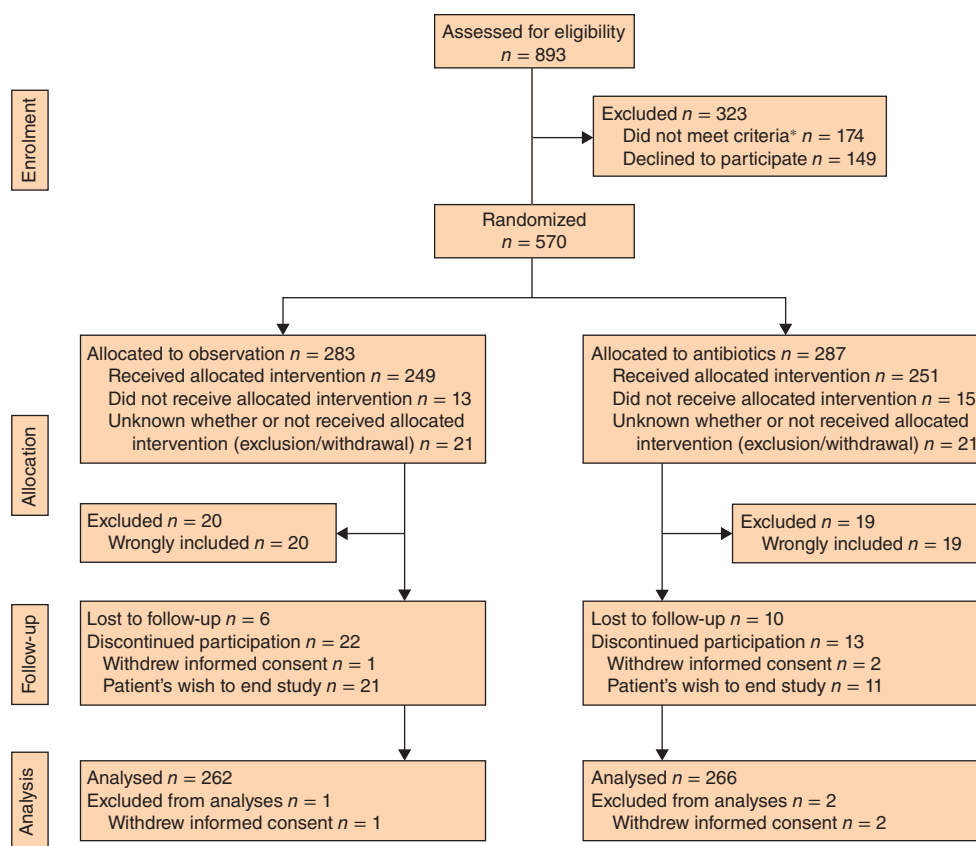 Assessed for eligibility
n = 893
Enrolment
Excluded n = 323
Did not meet criteria* n = 174
Declined to participate n = 149
Randomized
n = 570
Allocation
Allocated to observation n = 283
Received allocated intervention n = 249
Did not receive allocated intervention n = 13
Unknown whether or not received allocated
intervention (exclusion/withdrawal) n = 21
Allocated to antibiotics n = 287
Received allocated intervention n = 251
Did not receive allocated intervention n = 15
Unknown whether or not received allocated
intervention (exclusion/withdrawal) n = 21
Excluded n = 20
Wrongly included n = 20
Excluded n = 19
Wrongly included n = 19
Follow-up
Lost to follow-up n = 6
Discontinued participation n = 22
Withdrew informed consent n = 1
Patient's wish to end study n = 21
Lost to follow-up n = 10
Discontinued participation n = 13
Withdrew informed consent n = 2
Patient's wish to end study n = 11
Analysis
Analysed n = 262
Excluded from analyses n = 1
Withdrew informed consent n = 1
Analysed n = 266
Excluded from analyses n = 2
Withdrew informed consent n = 2